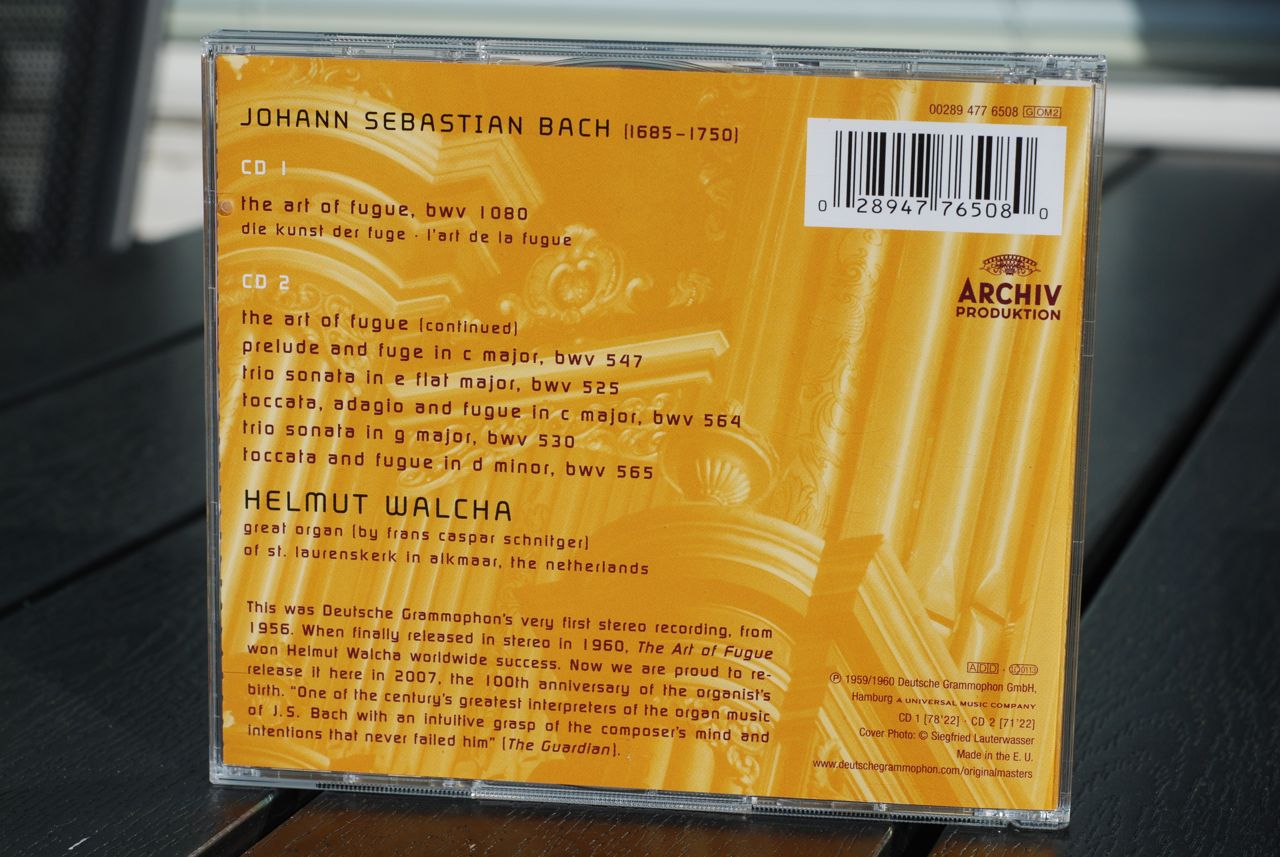 JOHANN SEBASTIAN BACH (1685-1750)
CD 1
the art of fugue, bwv 1080
die kunst der fuge · l'art de la fugue
CD 2
the art of fugue (continued)
prelude and fuge in c major, bwv 547
trio sonata in e flat major, bwv 525
toccata, adagio and fugue in c major, bwv 564
trio sonata in g major, bwv 530
toccata and fugue in d minor, bwv 565
HELMUT WALCHA
great organ (by frans caspar schnitger)
of st. laurenskerk in alkmaar, the netherlands
This was Deutsche Grammophon's very first stereo recording, from
1956. When finally released in stereo in 1960, The Art of Fugue
won Helmut Walcha worldwide success. Now we are proud to re-
release it here in 2007, the 100th anniversary of the organist's
birth. "One of the century's greatest interpreters of the organ music
of J.S. Bach with an intuitive grasp of the composer's mind and
intentions that never failed him" (The Guardian).
00289 477 6508 G OM2
0 28947 76508 0
ARCHIV
PRODUKTION
ADD · LC 0113
℗ 1959/1960 Deutsche Grammophon GmbH,
Hamburg A UNIVERSAL MUSIC COMPANY
CD 1 [78'22] · CD 2 [71'22]
Cover Photo: © Siegfried Lauterwasser
Made in the E. U.
www.deutschegrammophon.com/originalmasters